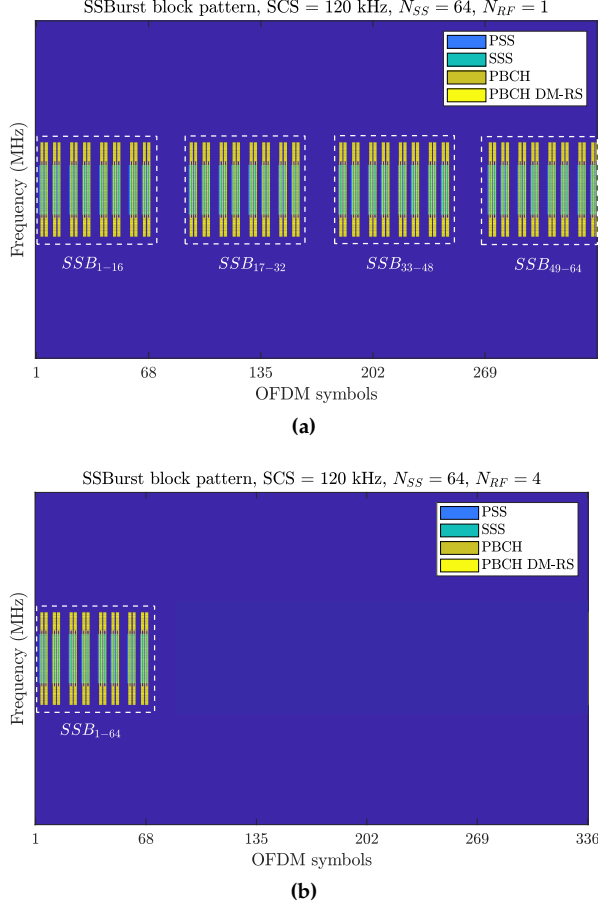 SSBurst block pattern, SCS = 120 kHz, N_SS = 64, N_RF = 1
PSS
SSS
PBCH
PBCH DM-RS
Frequency (MHz)
SSB_1−16
SSB_17−32
SSB_33−48
SSB_49−64
1
68
135
202
269
OFDM symbols
(a)
SSBurst block pattern, SCS = 120 kHz, N_SS = 64, N_RF = 4
PSS
SSS
PBCH
PBCH DM-RS
Frequency (MHz)
SSB_1−64
1
68
135
202
269
336
OFDM symbols
(b)